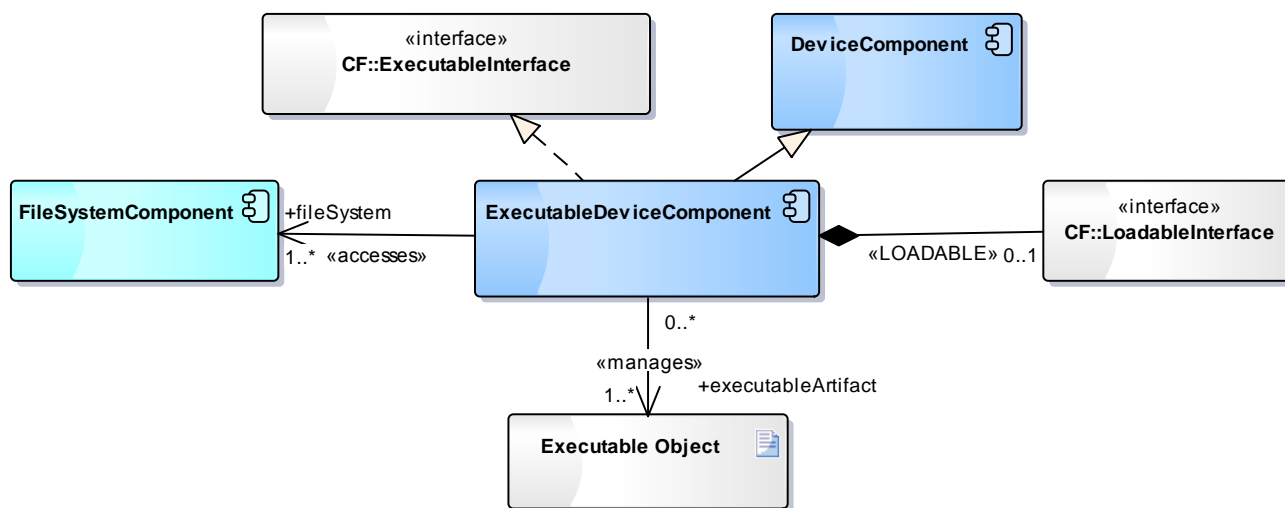 «interface»
CF::ExecutableInterface
DeviceComponent
FileSystemComponent
+fileSystem
1..* «accesses»
ExecutableDeviceComponent
«interface»
CF::LoadableInterface
«LOADABLE» 0..1
0..*
«manages»
+executableArtifact
1..*
Executable Object